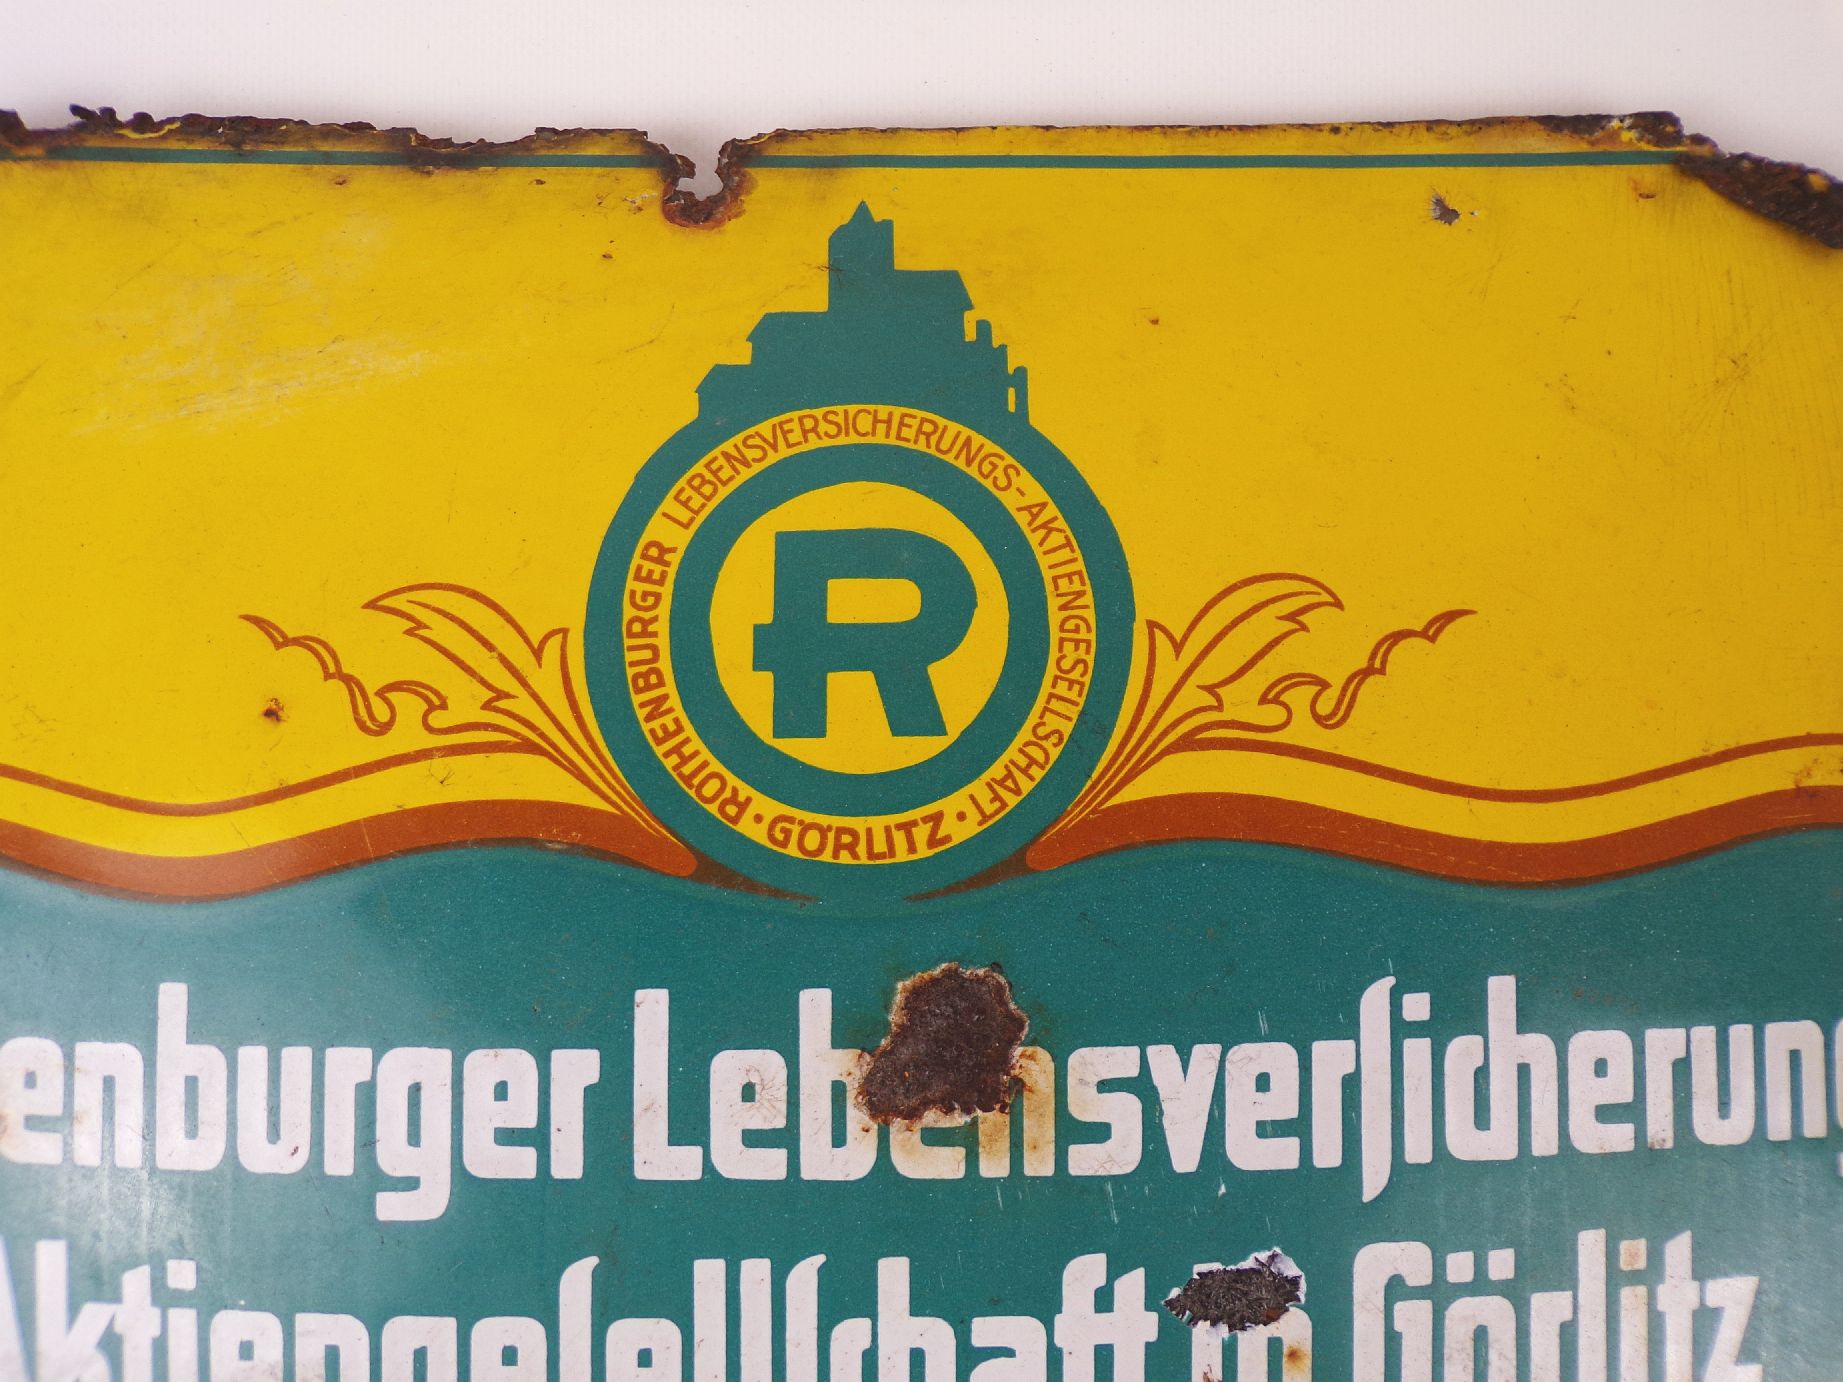 ROTHENBURGER LEBENSVERSICHERUNGS-AKTIENGESELLSCHAFT · GÖRLITZ ·
R
enburger Lebensverſicherung
Aktiengeſellſchaft in Görlitz